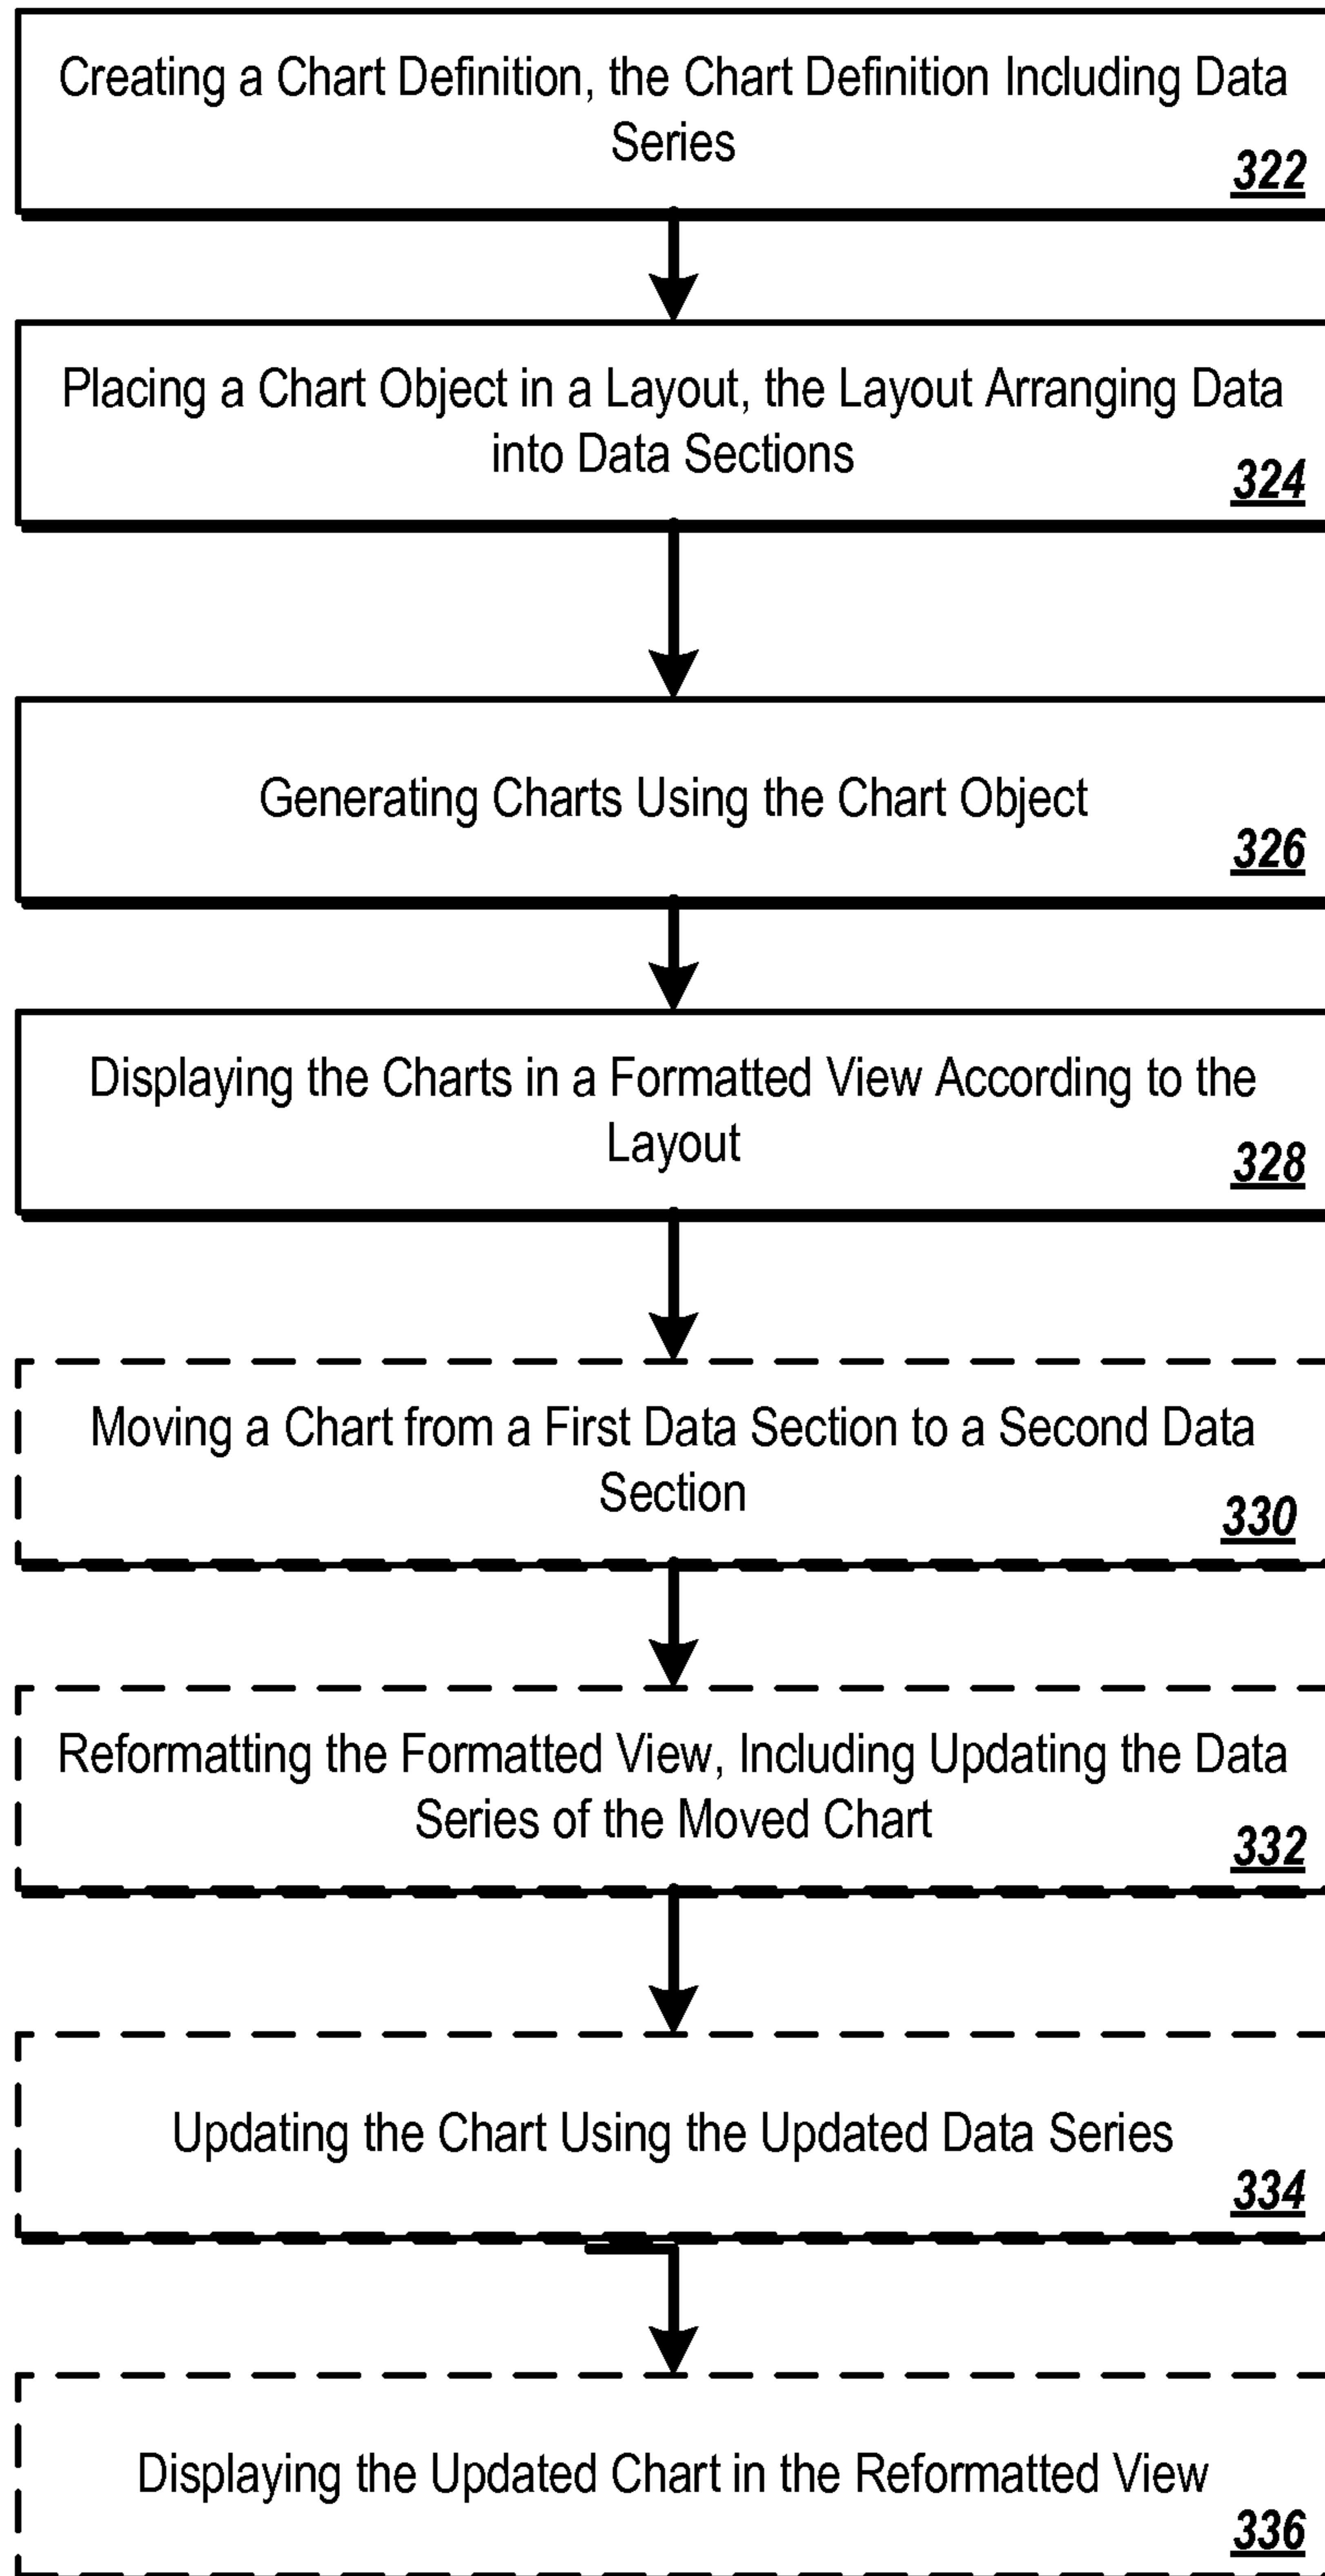 Creating a Chart Definition, the Chart Definition Including Data
Series
322
Placing a Chart Object in a Layout, the Layout Arranging Data
into Data Sections
324
Generating Charts Using the Chart Object
326
Displaying the Charts in a Formatted View According to the
Layout
328
Moving a Chart from a First Data Section to a Second Data
Section
330
Reformatting the Formatted View, Including Updating the Data
Series of the Moved Chart
332
Updating the Chart Using the Updated Data Series
334
Displaying the Updated Chart in the Reformatted View
336